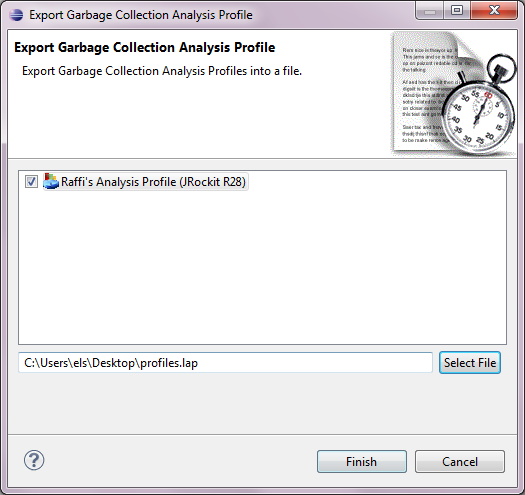 Export Garbage Collection Analysis Profile
Export Garbage Collection Analysis Profile
Export Garbage Collection Analysis Profiles into a file.
Raffi's Analysis Profile (JRockit R28)
C:\Users\els\Desktop\profiles.lap
Select File
?
Finish
Cancel